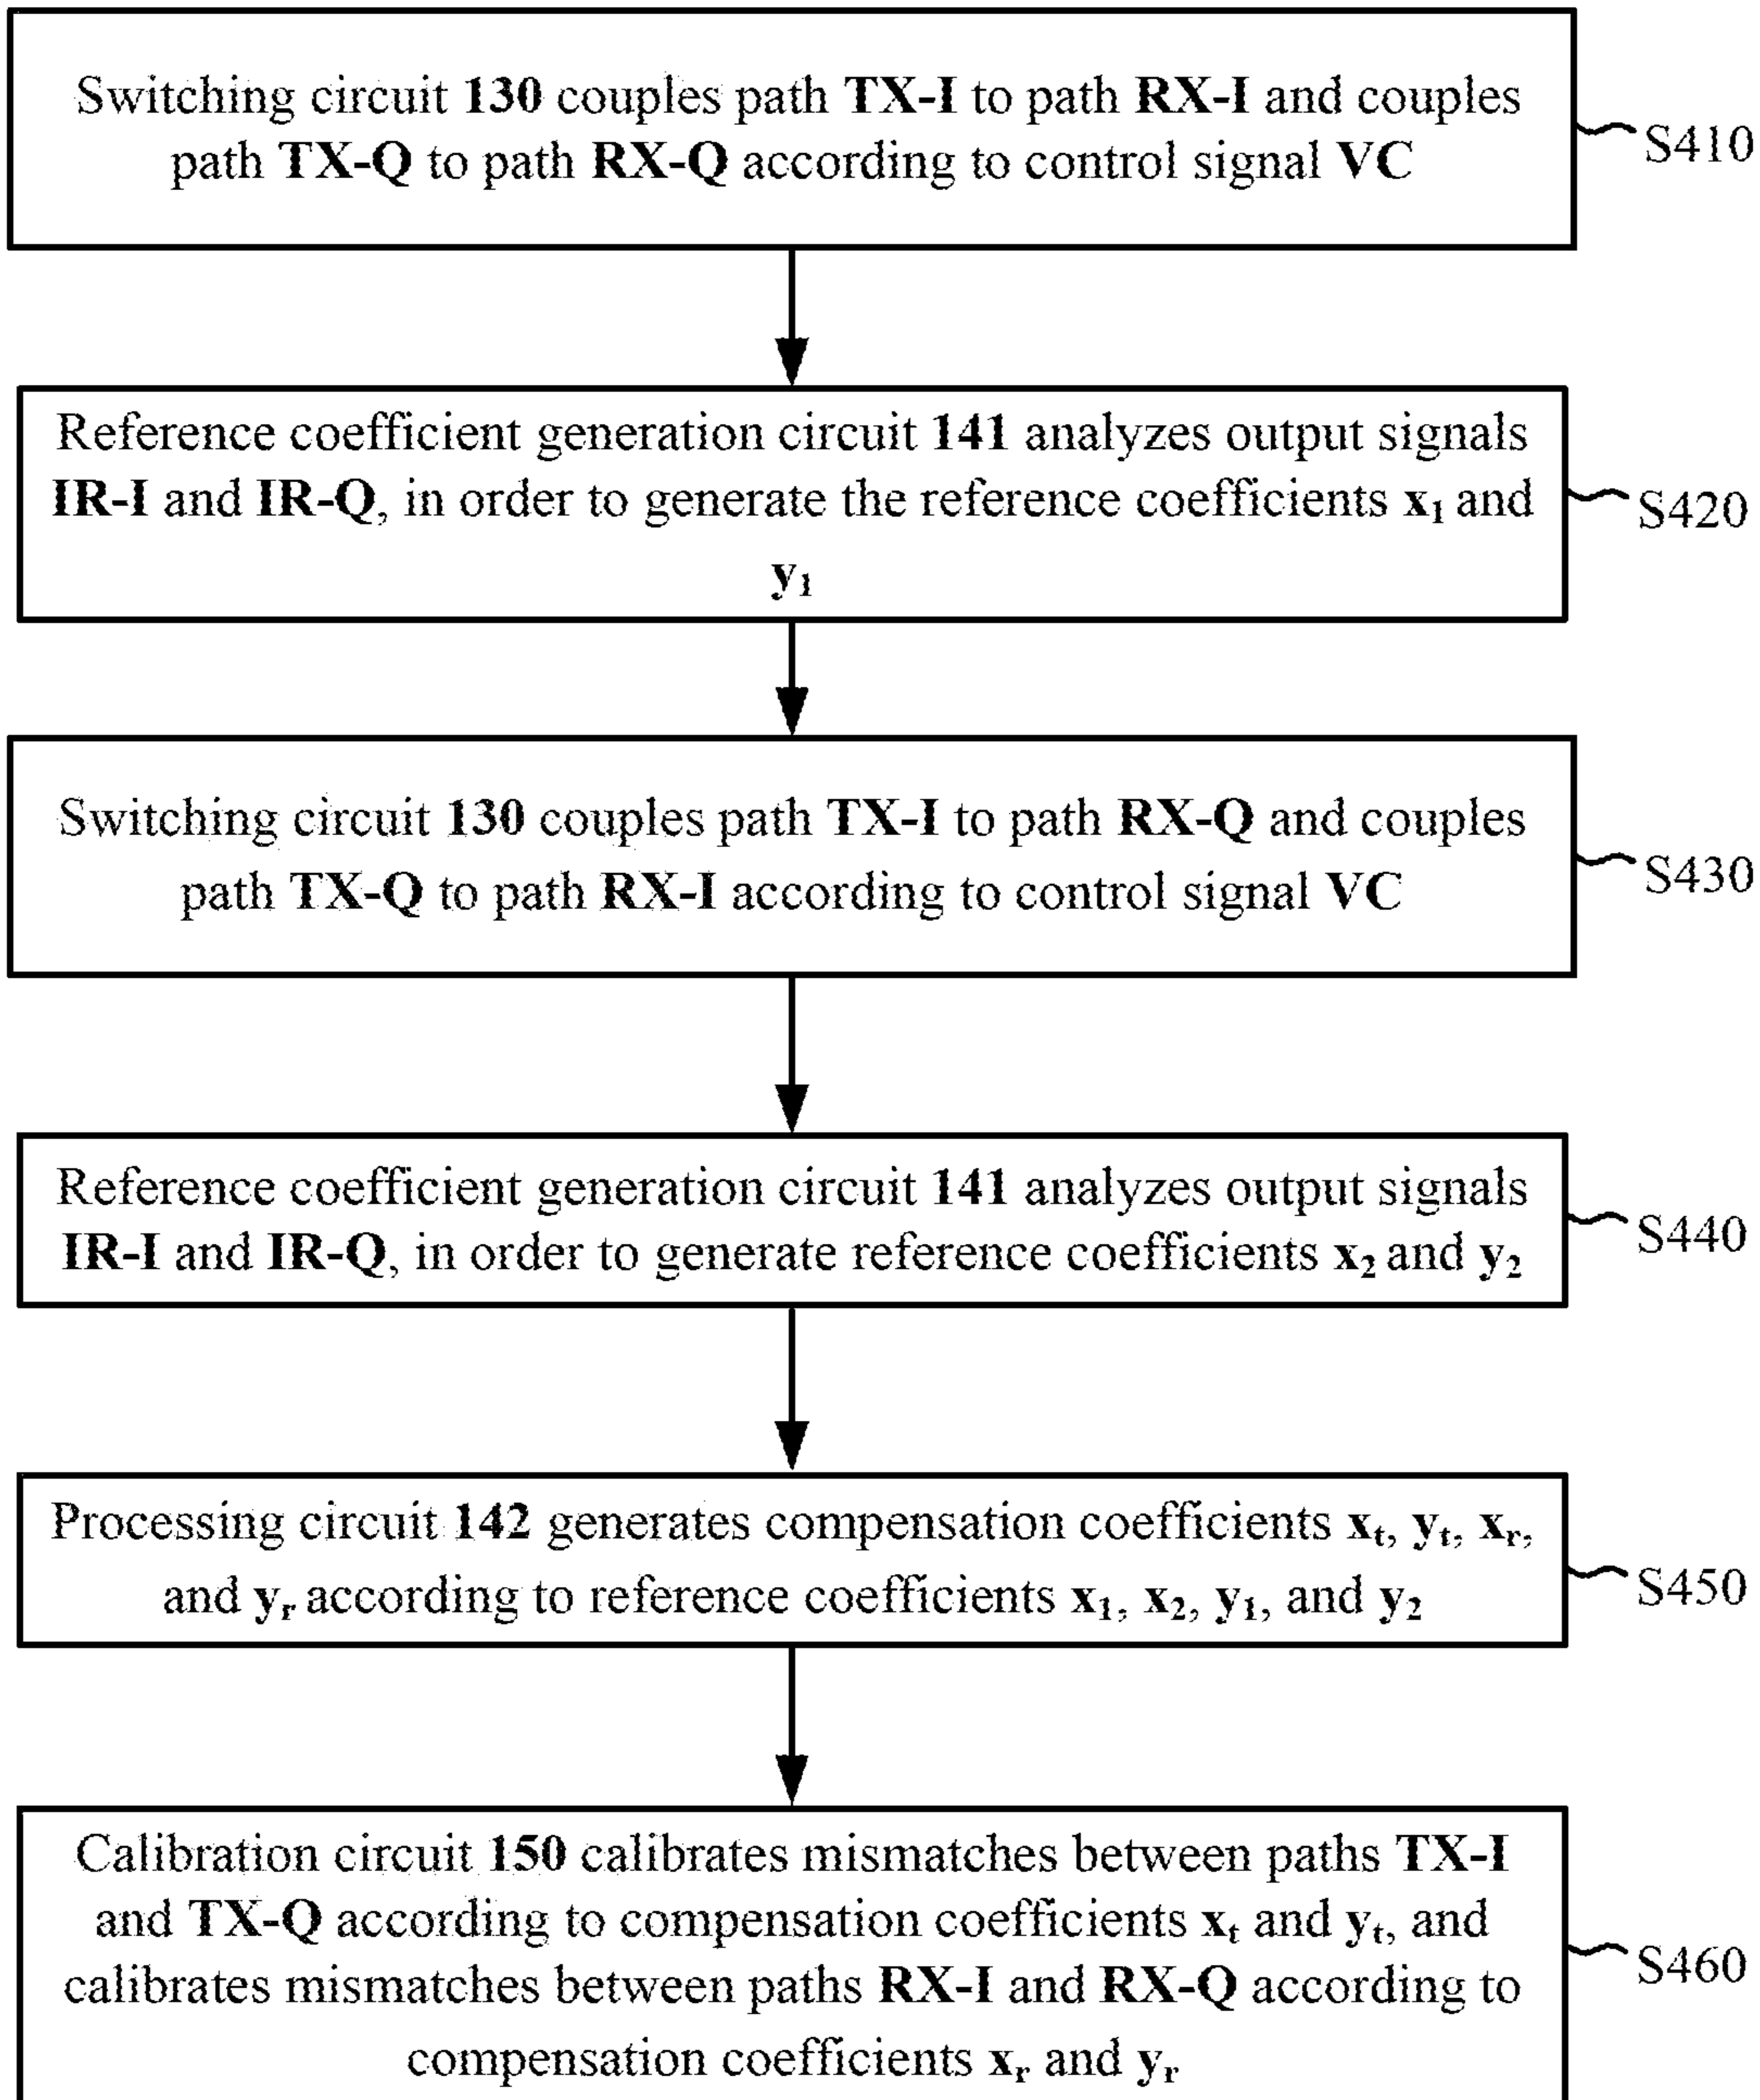 Switching circuit 130 couples path TX-I to path RX-I and couples
path TX-Q to path RX-Q according to control signal VC
S410
Reference coefficient generation circuit 141 analyzes output signals
IR-I and IR-Q, in order to generate the reference coefficients x₁ and
y₁
S420
Switching circuit 130 couples path TX-I to path RX-Q and couples
path TX-Q to path RX-I according to control signal VC
S430
Reference coefficient generation circuit 141 analyzes output signals
IR-I and IR-Q, in order to generate reference coefficients x₂ and y₂
S440
Processing circuit 142 generates compensation coefficients xₜ, yₜ, xᵣ,
and yᵣ according to reference coefficients x₁, x₂, y₁, and y₂
S450
Calibration circuit 150 calibrates mismatches between paths TX-I
and TX-Q according to compensation coefficients xₜ and yₜ, and
calibrates mismatches between paths RX-I and RX-Q according to
compensation coefficients xᵣ and yᵣ
S460